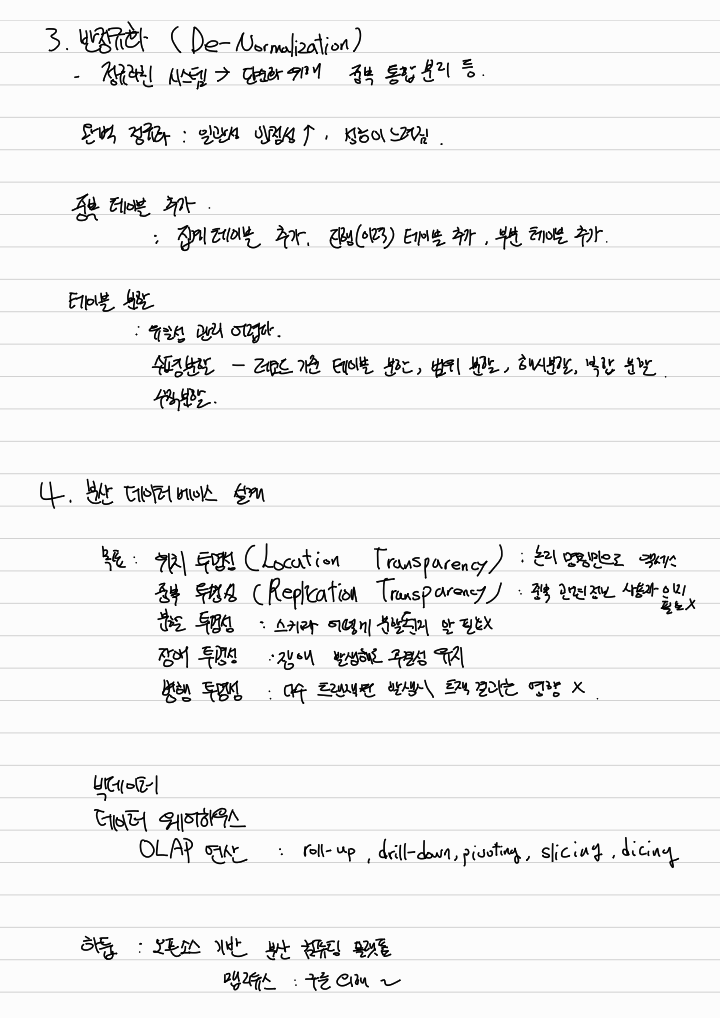 3. 반정규화 (De-Normalization)
- 정규화된 시스템 → 단순화 위해 중복 통합 분리 등.
완벽 정규화 : 일관성 안정성↑, 성능이 느려짐.
중복 테이블 추가.
: 집계 테이블 추가, 진행(이력) 테이블 추가, 부분 테이블 추가.
테이블 분할
: 유일성 관리 어렵다.
수평분할 - 레코드 기준 테이블 분할, 범위 분할, 해시분할, 복합 분할
수직분할.
4. 분산 데이터베이스 설계
목표 : 위치 투명성 (Location Transparency) : 논리 명칭만으로 액세스
중복 투명성 (Replication Transparency) : 중복 사용자 인지 필요X
분할 투명성 : 스키마 어떻게 분할된지 알 필요X
장애 투명성 : 장애 발생해도 무결성 유지
병행 투명성 : 다수 트랜잭션 발생시 트잭 결과는 영향 X.
빅데이터
데이터 웨어하우스
OLAP 연산 : roll-up, drill-down, pivoting, slicing, dicing
하둡 : 오픈소스 기반 분산 컴퓨팅 플랫폼
맵리듀스 : 구글 의해 ~